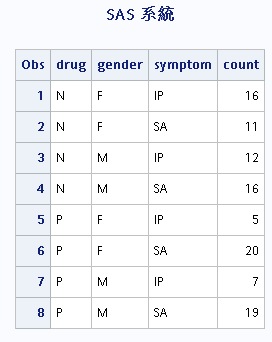 SAS 系統
Obs drug gender symptom count
1 N F IP 16
2 N F SA 11
3 N M IP 12
4 N M SA 16
5 P F IP 5
6 P F SA 20
7 P M IP 7
8 P M SA 19